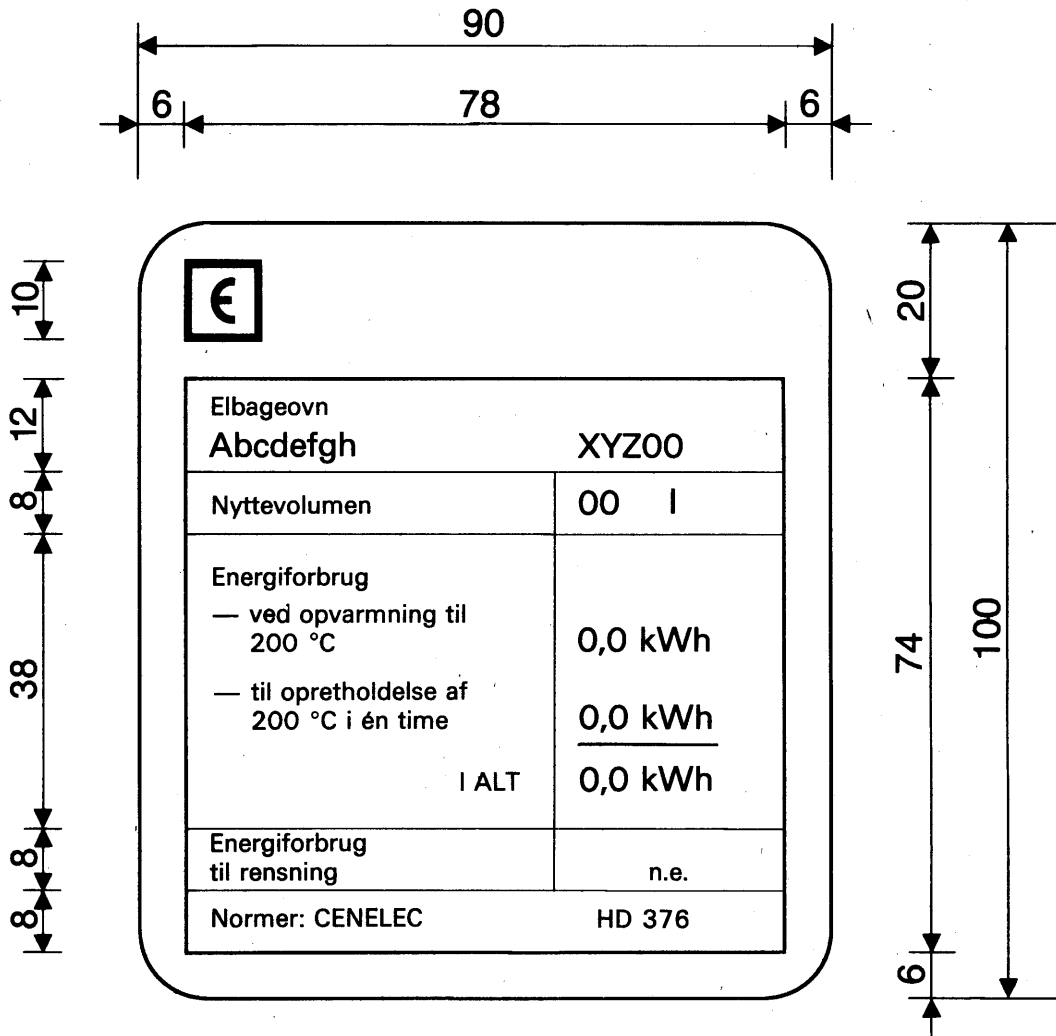 90
6 78 6
10
20
Є
12
Elbageovn
Abcdefgh XYZ00
8
Nyttevolumen 00 l
38
Energiforbrug
— ved opvarmning til
200 °C 0,0 kWh
74
100
— til opretholdelse af
200 °C i én time 0,0 kWh
I ALT 0,0 kWh
8
Energiforbrug
til rensning n.e.
8
Normer: CENELEC HD 376
6